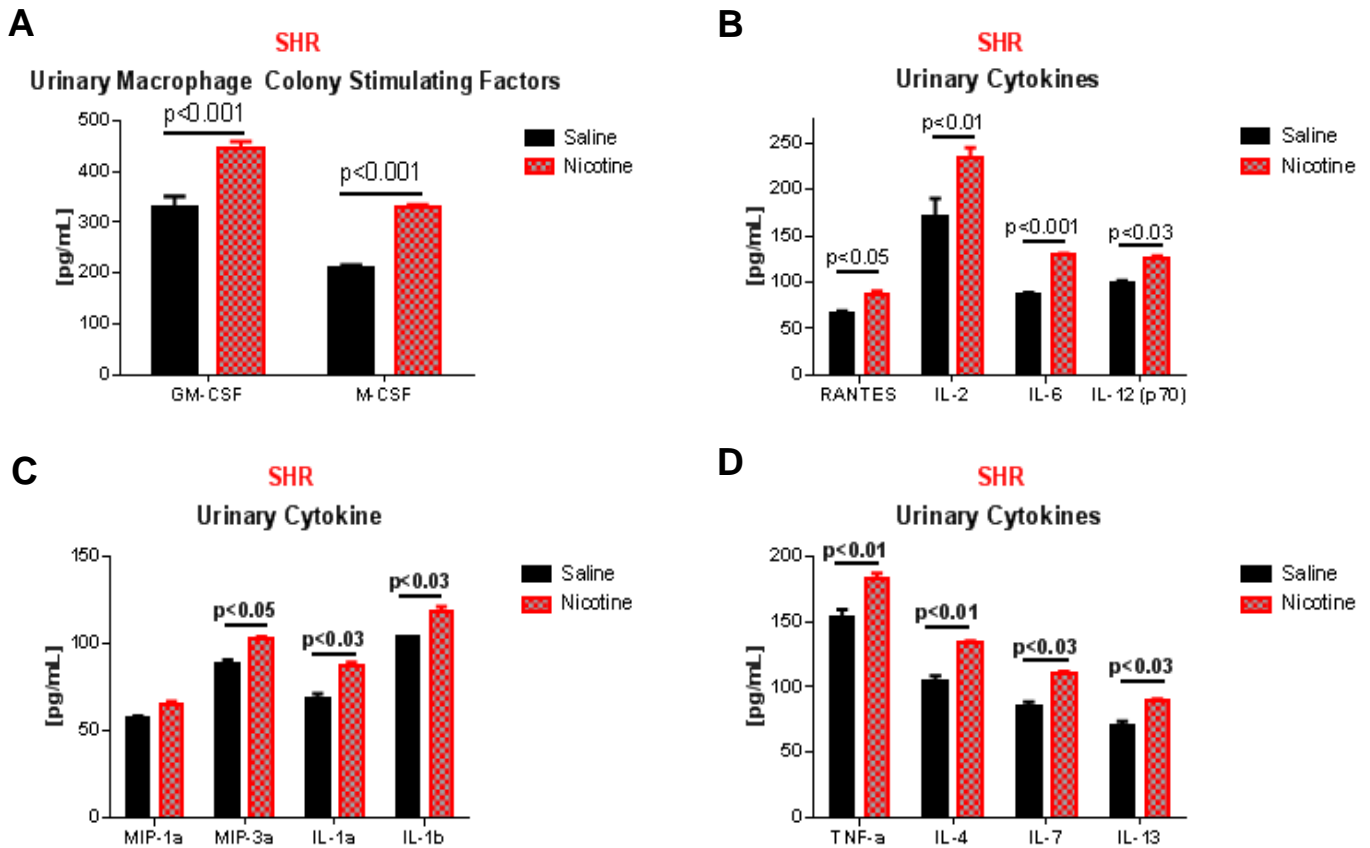 A
SHR
Urinary Macrophage Colony Stimulating Factors
500
400
300
200
100
0
[pg/mL]
p<0.001
p<0.001
GM-CSF
M-CSF
Saline
Nicotine
B
SHR
Urinary Cytokines
250
200
150
100
50
0
[pg/mL]
p<0.05
p<0.01
p<0.001
p<0.03
RANTES
IL-2
IL-6
IL-12 (p70)
Saline
Nicotine
C
SHR
Urinary Cytokine
150
100
50
0
[pg/mL]
p<0.05
p<0.03
p<0.03
MIP-1a
MIP-3a
IL-1a
IL-1b
Saline
Nicotine
D
SHR
Urinary Cytokines
200
150
100
50
0
[pg/mL]
p<0.01
p<0.01
p<0.03
p<0.03
TNF-a
IL-4
IL-7
IL-13
Saline
Nicotine